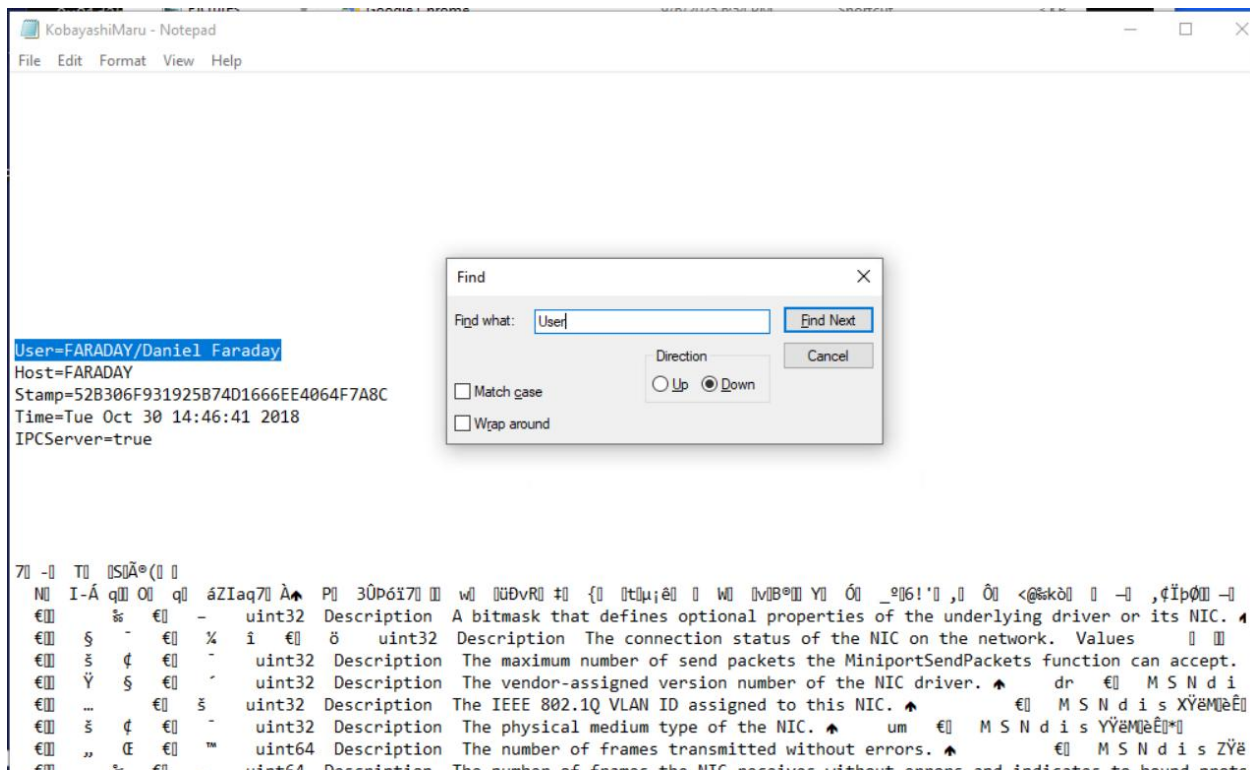 Google Chrome
KobayashiMaru - Notepad
File Edit Format View Help
Find
Find what: User
Find Next
Direction
Cancel
Up Down
Match case
Wrap around
User=FARADAY/Daniel Faraday
Host=FARADAY
Stamp=52B306F931925B74D1666EE4064F7A8C
Time=Tue Oct 30 14:46:41 2018
IPCServer=true
uint32 Description A bitmask that defines optional properties of the underlying driver or its NIC.
uint32 Description The connection status of the NIC on the network. Values
uint32 Description The maximum number of send packets the MiniportSendPackets function can accept.
uint32 Description The vendor-assigned version number of the NIC driver. dr M S N d i
uint32 Description The IEEE 802.1Q VLAN ID assigned to this NIC. M S N d i s
uint32 Description The physical medium type of the NIC. um M S N d i s
uint64 Description The number of frames transmitted without errors. M S N d i s